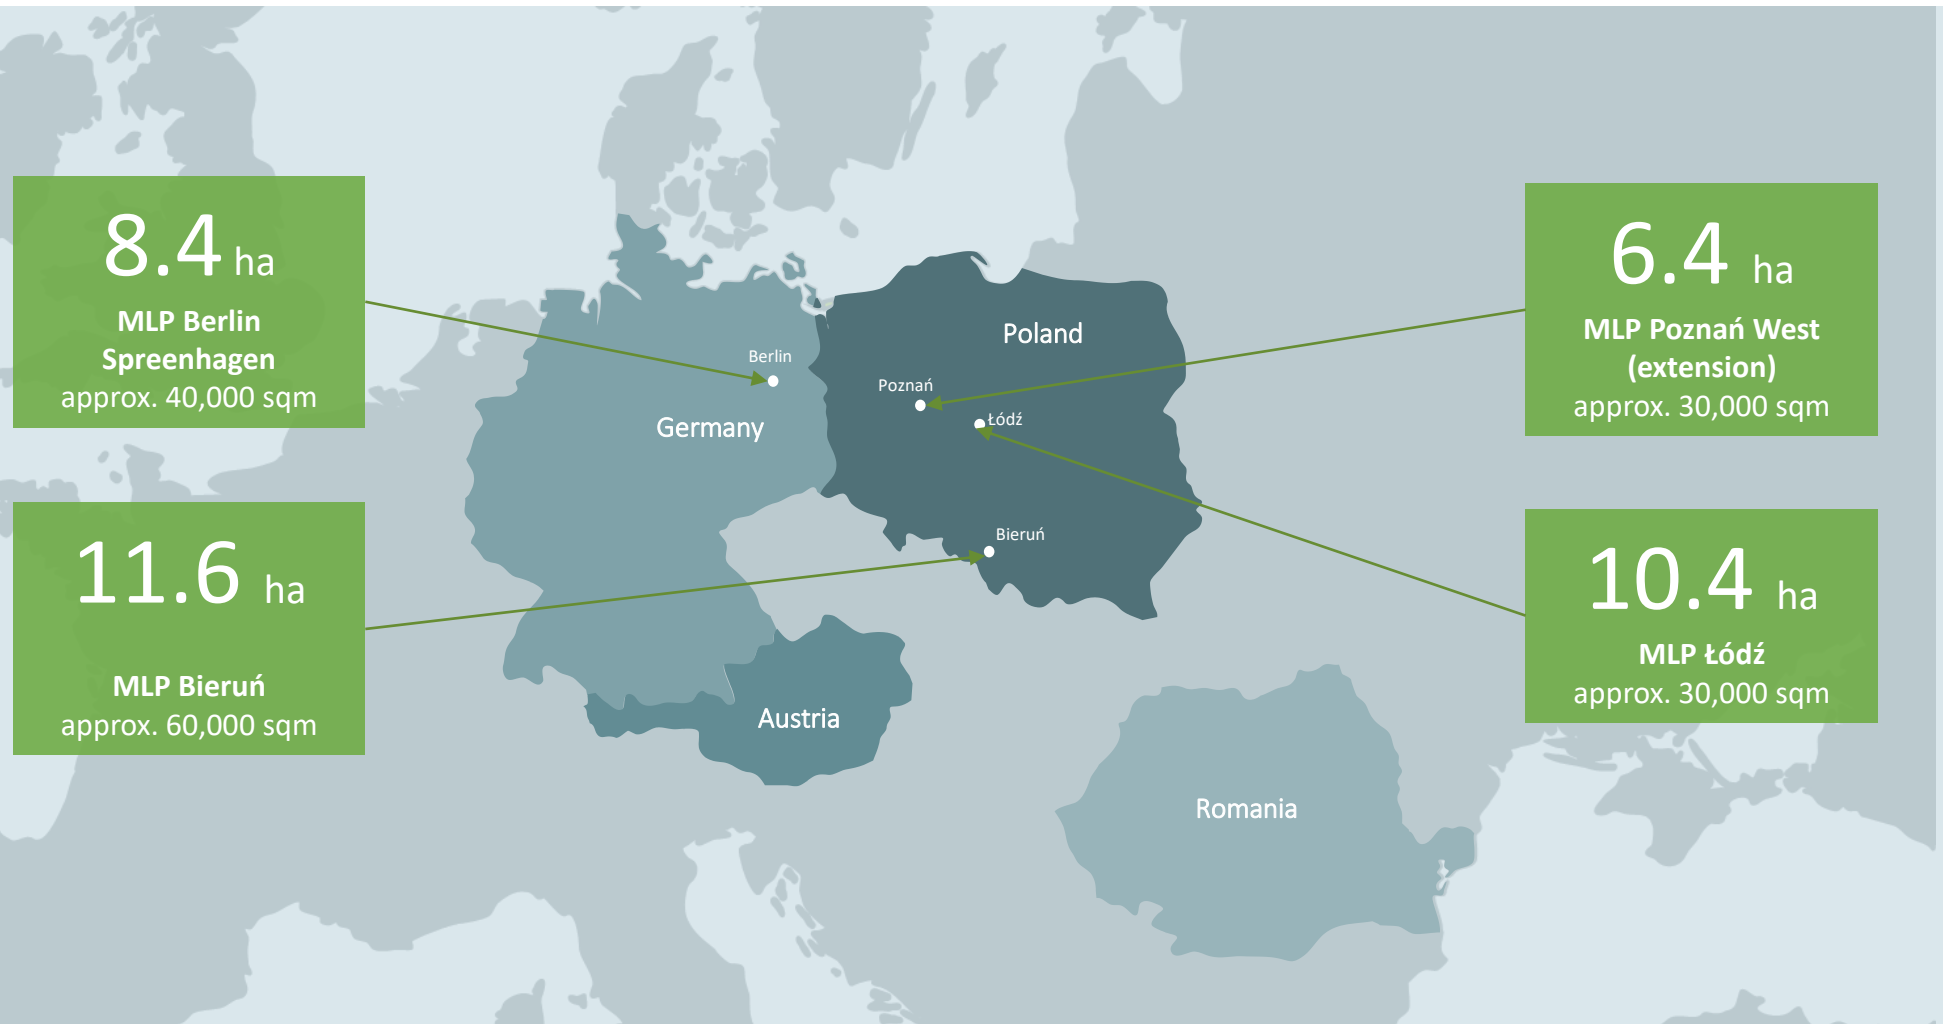 8.4 ha
MLP Berlin
Spreenhagen
approx. 40,000 sqm
6.4 ha
MLP Poznań West
(extension)
approx. 30,000 sqm
11.6 ha
MLP Bieruń
approx. 60,000 sqm
10.4 ha
MLP Łódź
approx. 30,000 sqm
Poland
Berlin
Poznań
Łódź
Germany
Bieruń
Austria
Romania